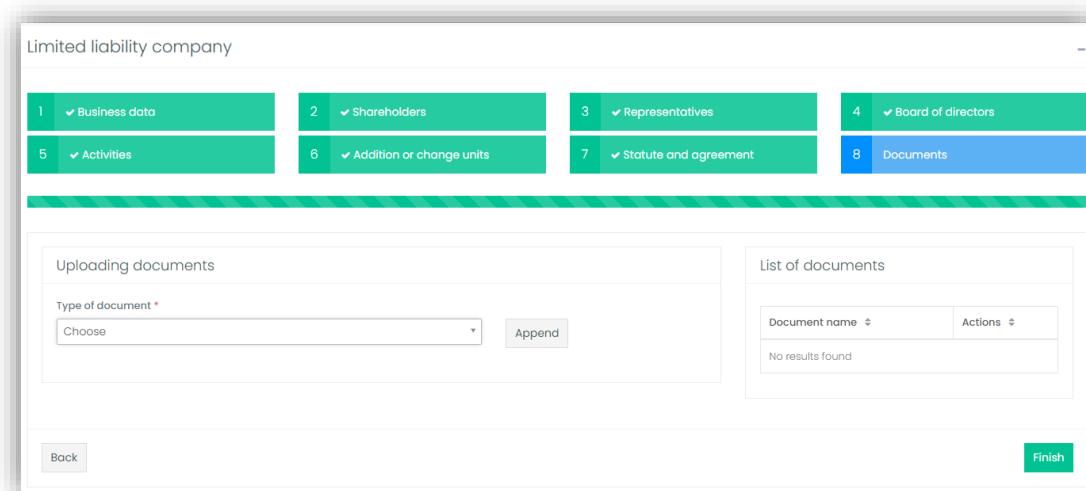 Limited liability company
1 ✔ Business data
2 ✔ Shareholders
3 ✔ Representatives
4 ✔ Board of directors
5 ✔ Activities
6 ✔ Addition or change units
7 ✔ Statute and agreement
8 Documents
Uploading documents
Type of document *
Choose
Append
List of documents
Document name Actions
No results found
Back
Finish